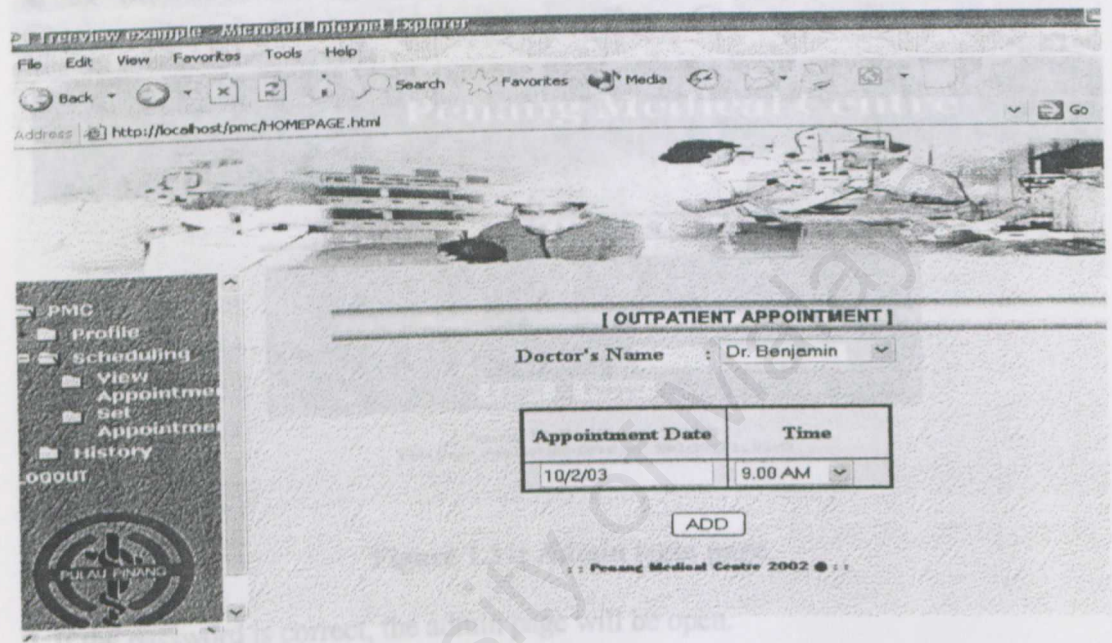 Treeview example - Microsoft Internet Explorer
File Edit View Favorites Tools Help
Back Search Favorites Media
Address http://localhost/pmc/HOMEPAGE.html Go
Penang Medical Centre
PMC
Profile
Scheduling
View
Appointmen
Set
Appointmen
History
LOGOUT
PULAU PINANG
[ OUTPATIENT APPOINTMENT ]
Doctor's Name : Dr. Benjamin
Appointment Date Time
10/2/03 9.00 AM
ADD
: : Penang Medical Centre 2002 : :
is correct, the will be open.